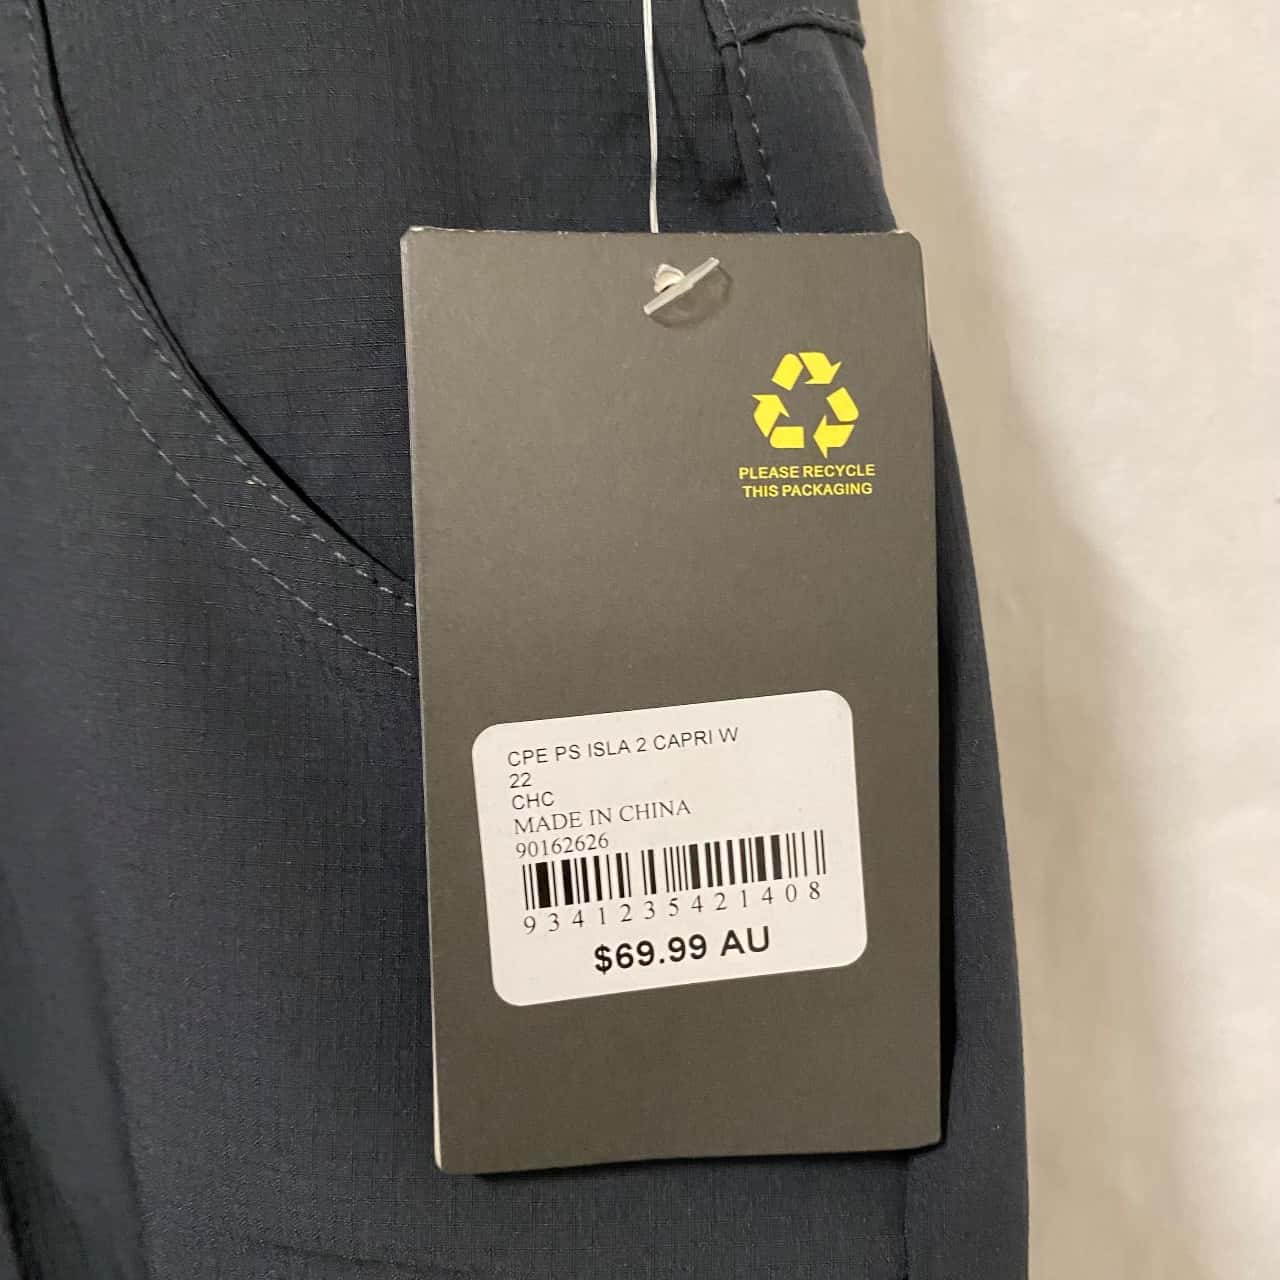 PLEASE RECYCLE
THIS PACKAGING
CPE PS ISLA 2 CAPRI W
22
CHC
MADE IN CHINA
90162626
9341235421408
$69.99 AU